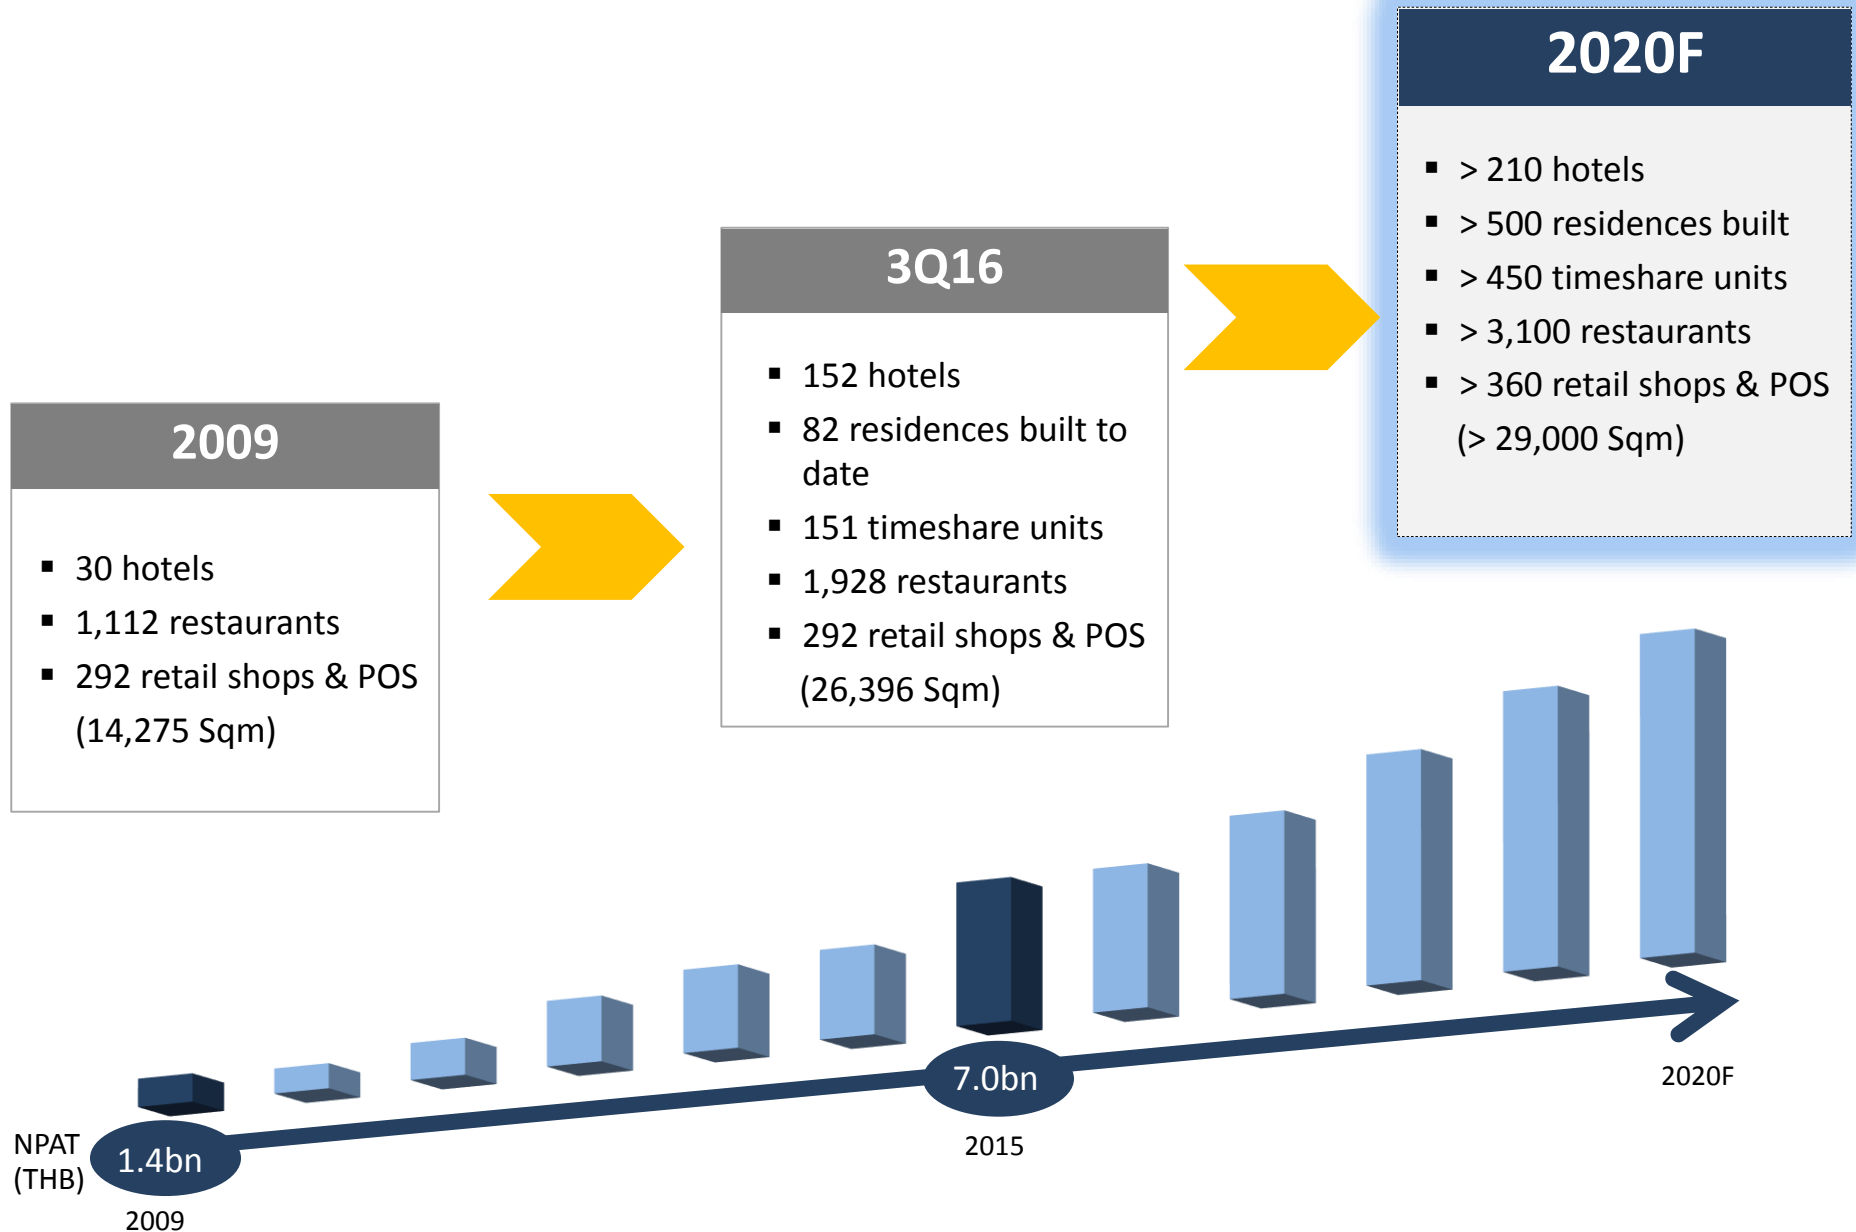 2020F
> 210 hotels
> 500 residences built
> 450 timeshare units
> 3,100 restaurants
> 360 retail shops & POS
(> 29,000 Sqm)
3Q16
152 hotels
82 residences built to
date
151 timeshare units
1,928 restaurants
292 retail shops & POS
(26,396 Sqm)
2009
30 hotels
1,112 restaurants
292 retail shops & POS
(14,275 Sqm)
NPAT
(THB)
1.4bn
2009
7.0bn
2015
2020F